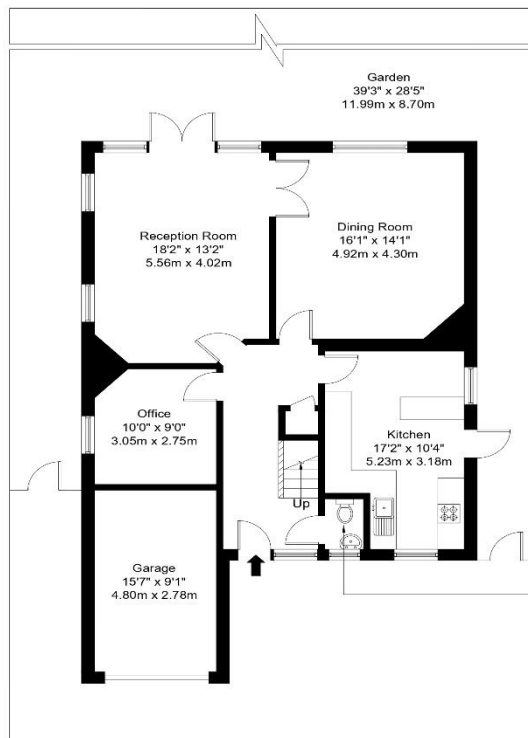 Garden
39'3" x 28'5"
11.99m x 8.70m
Reception Room
18'2" x 13'2"
5.56m x 4.02m
Dining Room
16'1" x 14'1"
4.92m x 4.30m
Office
10'0" x 9'0"
3.05m x 2.75m
Kitchen
17'2" x 10'4"
5.23m x 3.18m
Up
Garage
15'7" x 9'1"
4.80m x 2.78m